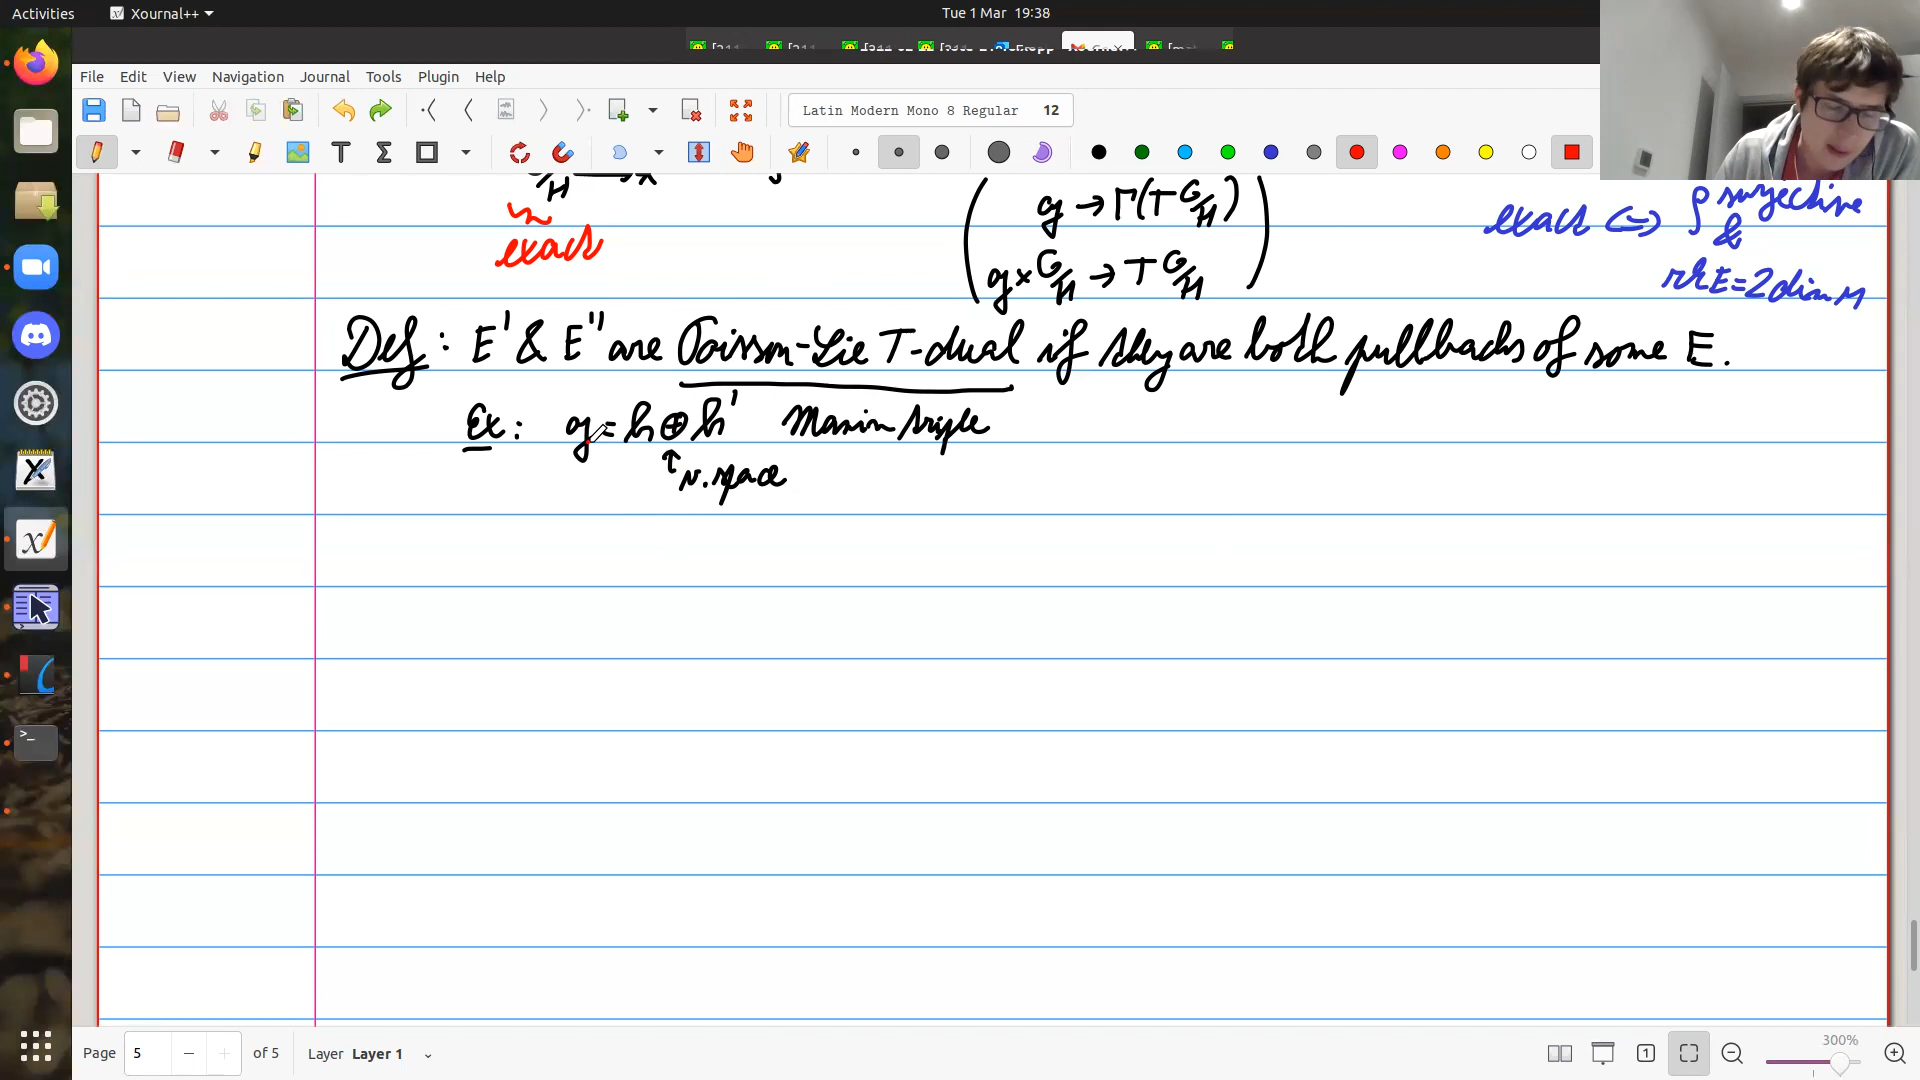 Activities Xournal++ Tue 1 Mar 19:38
File Edit View Navigation Journal Tools Plugin Help
Latin Modern Mono 8 Regular 12
G/H → x
exact
g → Γ(T G/H)
g × G/H → T G/H
exact ⇔ ρ surjective
&
rk E = 2 dim M
Def: E' & E'' are Poisson-Lie T-dual if they are both pullbacks of some E.
Ex: g = h ⊕ h' Manin triple
↑ v. space
Page 5 of 5 Layer Layer 1 300%